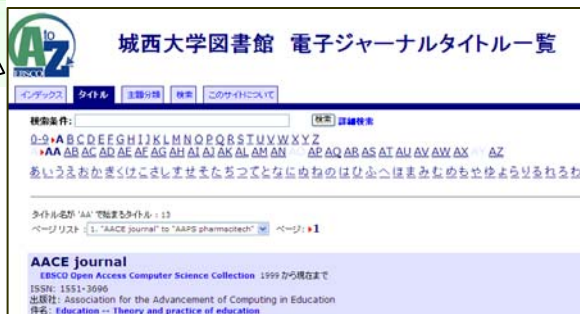 A to Z
EBSCO
城西大学図書館 電子ジャーナルタイトル一覧
インデックス タイトル 主題分類 検索 このサイトについて
検索条件: 検索 詳細検索
0-9 A B C D E F G H I J K L M N O P Q R S T U V W X Y Z
AA AB AC AD AE AF AG AH AI AJ AK AL AM AN AP AQ AR AS AT AU AV AW AX AZ
あいうえおかきくけこさしすせそたちつてとなにぬねのはひふへほまみむめもやゆよらりるれろわ
タイトル名が 'AA' で始まるタイトル : 13
ページリスト : 1. "AACE journal" to "AAPS pharmscitech" ページ: 1
AACE journal
EBSCO Open Access Computer Science Collection 1999 から現在まで
ISSN: 1551-3696
出版社: Association for the Advancement of Computing in Education
件名: Education -- Theory and practice of education